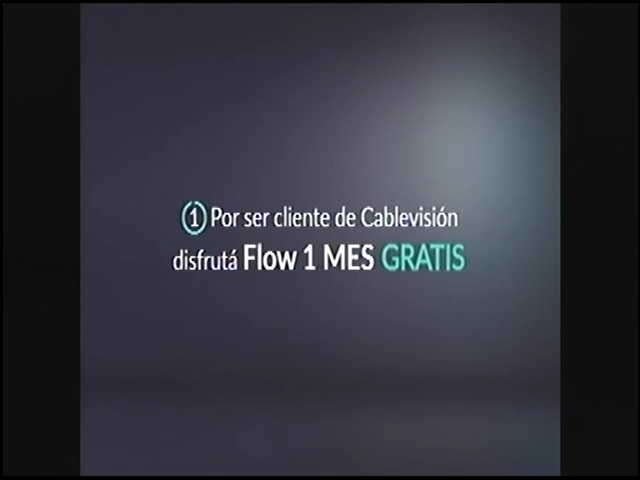 1 Por ser cliente de Cablevisión
disfrutá Flow 1 MES GRATIS